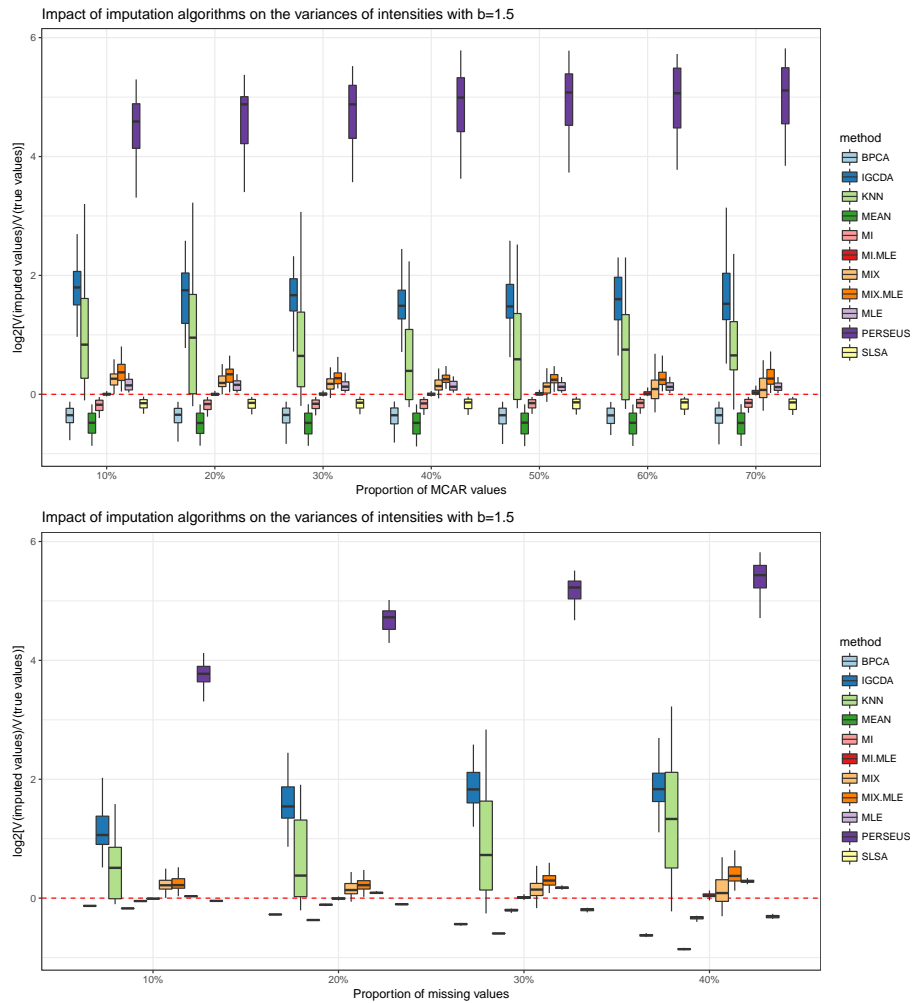 Impact of imputation algorithms on the variances of intensities with b=1.5
log2[V(imputed values)/V(true values)]
6
4
2
0
10%
20%
30%
40%
50%
60%
70%
Proportion of MCAR values
method
BPCA
IGCDA
KNN
MEAN
MI
MI.MLE
MIX
MIX.MLE
MLE
PERSEUS
SLSA
Impact of imputation algorithms on the variances of intensities with b=1.5
log2[V(imputed values)/V(true values)]
6
4
2
0
10%
20%
30%
40%
Proportion of missing values
method
BPCA
IGCDA
KNN
MEAN
MI
MI.MLE
MIX
MIX.MLE
MLE
PERSEUS
SLSA